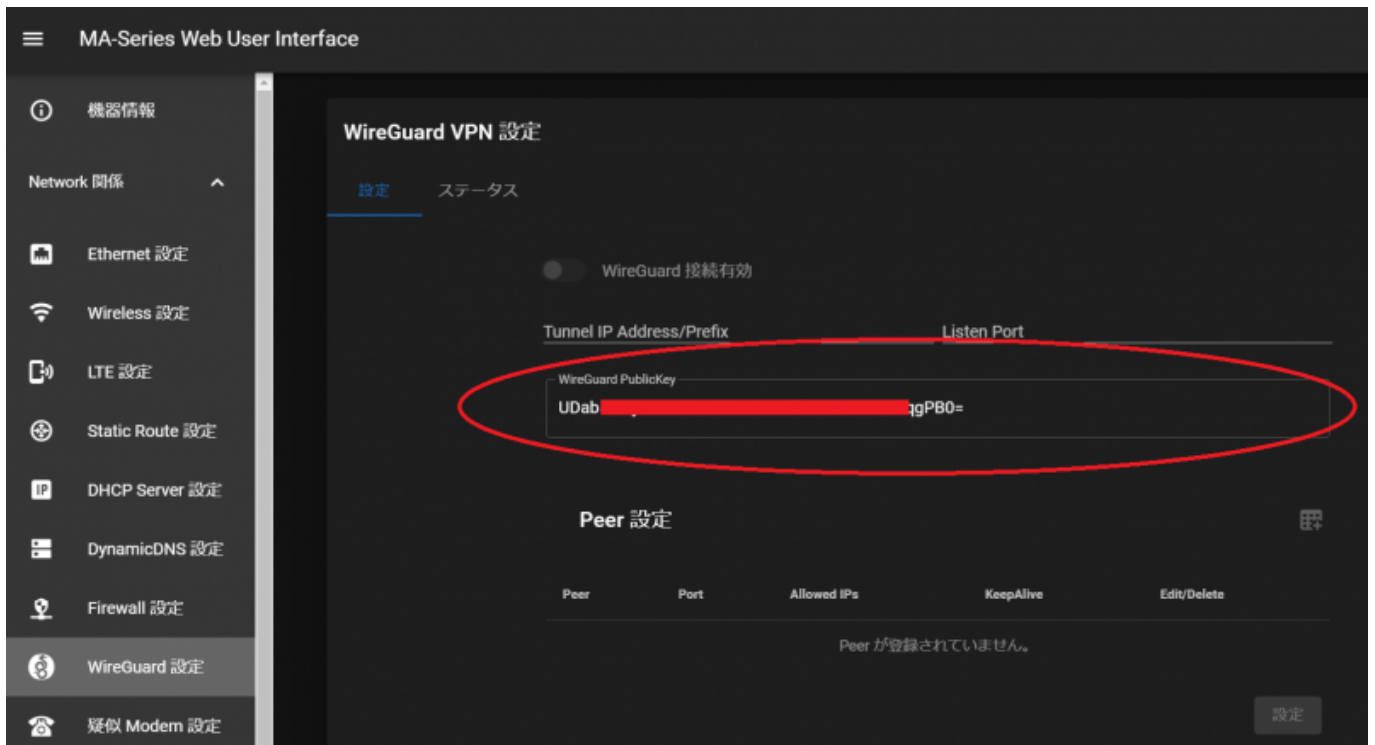 MA-Series Web User Interface
機器情報
Network 関係
Ethernet 設定
Wireless 設定
LTE 設定
Static Route 設定
IP
DHCP Server 設定
DynamicDNS 設定
Firewall 設定
WireGuard 設定
疑似 Modem 設定
WireGuard VPN 設定
設定 ステータス
WireGuard 接続有効
Tunnel IP Address/Prefix Listen Port
WireGuard PublicKey
UDab qgPB0=
Peer 設定
Peer Port Allowed IPs KeepAlive Edit/Delete
Peer が登録されていません。
設定